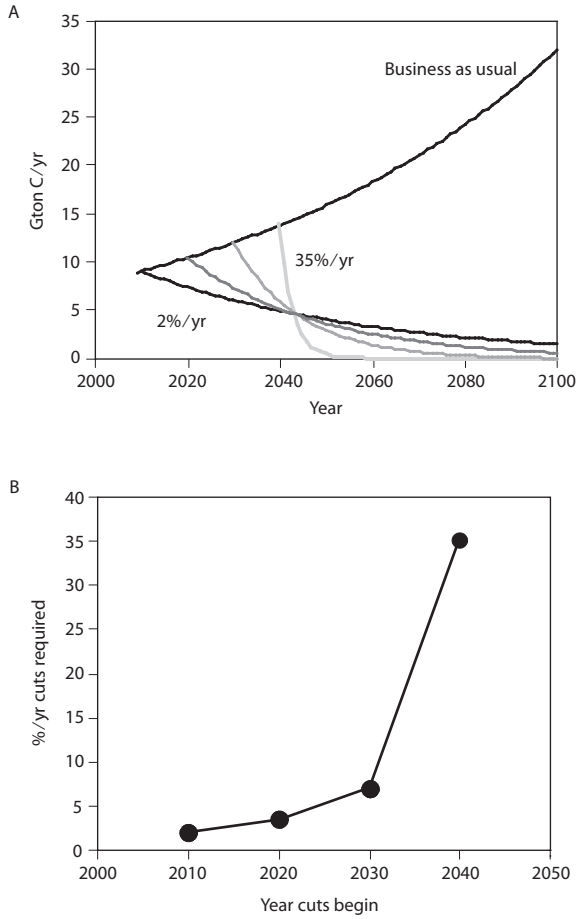 A
35
30
25
20
15
10
5
0
Gton C/yr
Business as usual
35%/yr
2%/yr
2000 2020 2040 2060 2080 2100
Year
B
40
35
30
25
20
15
10
5
0
%/yr cuts required
2000 2010 2020 2030 2040 2050
Year cuts begin